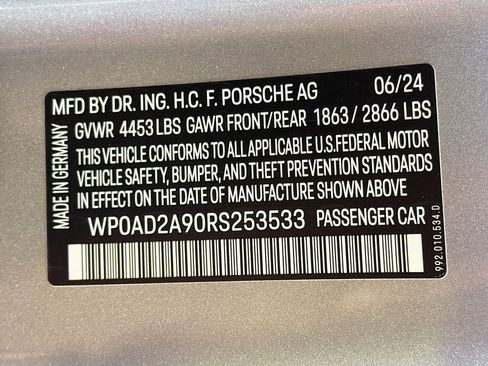 MFD BY DR. ING. H.C. F. PORSCHE AG 06/24
GVWR 4453 LBS GAWR FRONT/REAR 1863 / 2866 LBS
THIS VEHICLE CONFORMS TO ALL APPLICABLE U.S. FEDERAL MOTOR
VEHICLE SAFETY, BUMPER, AND THEFT PREVENTION STANDARDS
IN EFFECT ON THE DATE OF MANUFACTURE SHOWN ABOVE
WP0AD2A90RS253533 PASSENGER CAR
MADE IN GERMANY
992.010.534.D